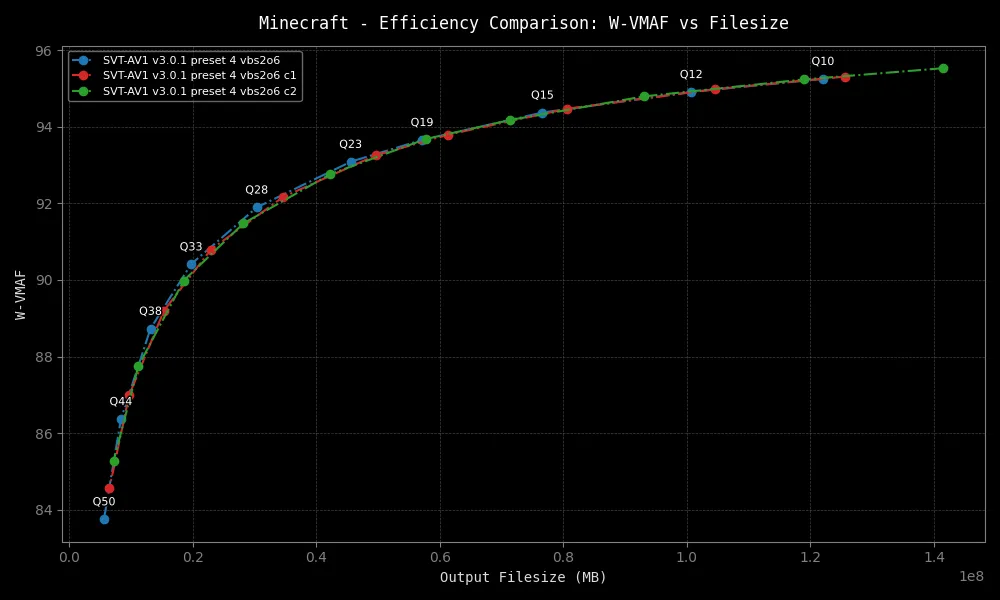 Minecraft - Efficiency Comparison: W-VMAF vs Filesize
SVT-AV1 v3.0.1 preset 4 vbs2o6
SVT-AV1 v3.0.1 preset 4 vbs2o6 c1
SVT-AV1 v3.0.1 preset 4 vbs2o6 c2
96
94
92
90
88
86
84
W-VMAF
Q10
Q12
Q15
Q19
Q23
Q28
Q33
Q38
Q44
Q50
0.0 0.2 0.4 0.6 0.8 1.0 1.2 1.4
1e8
Output Filesize (MB)